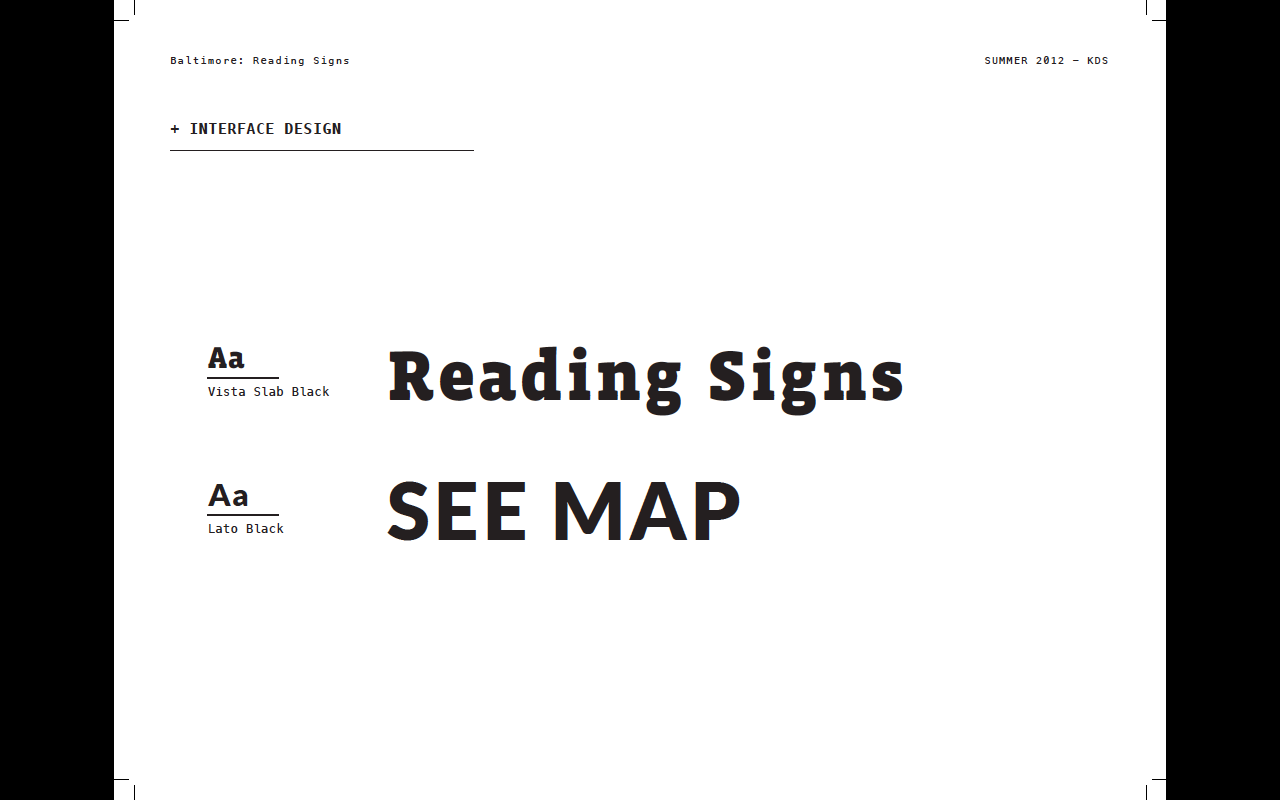 Baltimore: Reading Signs
SUMMER 2012 – KDS
+ INTERFACE DESIGN
Aa
Vista Slab Black
Reading Signs
Aa
Lato Black
SEE MAP